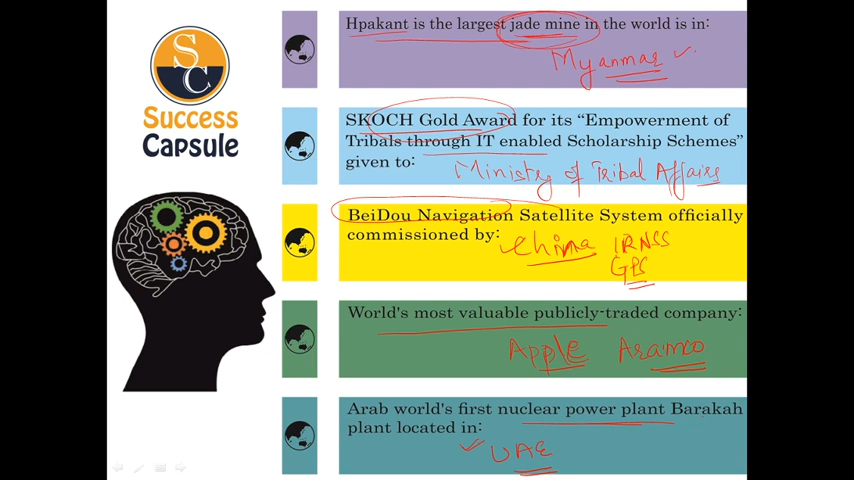 SC
Success
Capsule
Hpakant is the largest jade mine in the world is in:
Myanmar
SKOCH Gold Award for its “Empowerment of
Tribals through IT enabled Scholarship Schemes”
given to:
Ministry of Tribal Affairs
BeiDou Navigation Satellite System officially
commissioned by:
China IRNSS
GPS
World's most valuable publicly-traded company:
Apple Aramco
Arab world's first nuclear power plant Barakah
plant located in:
UAE